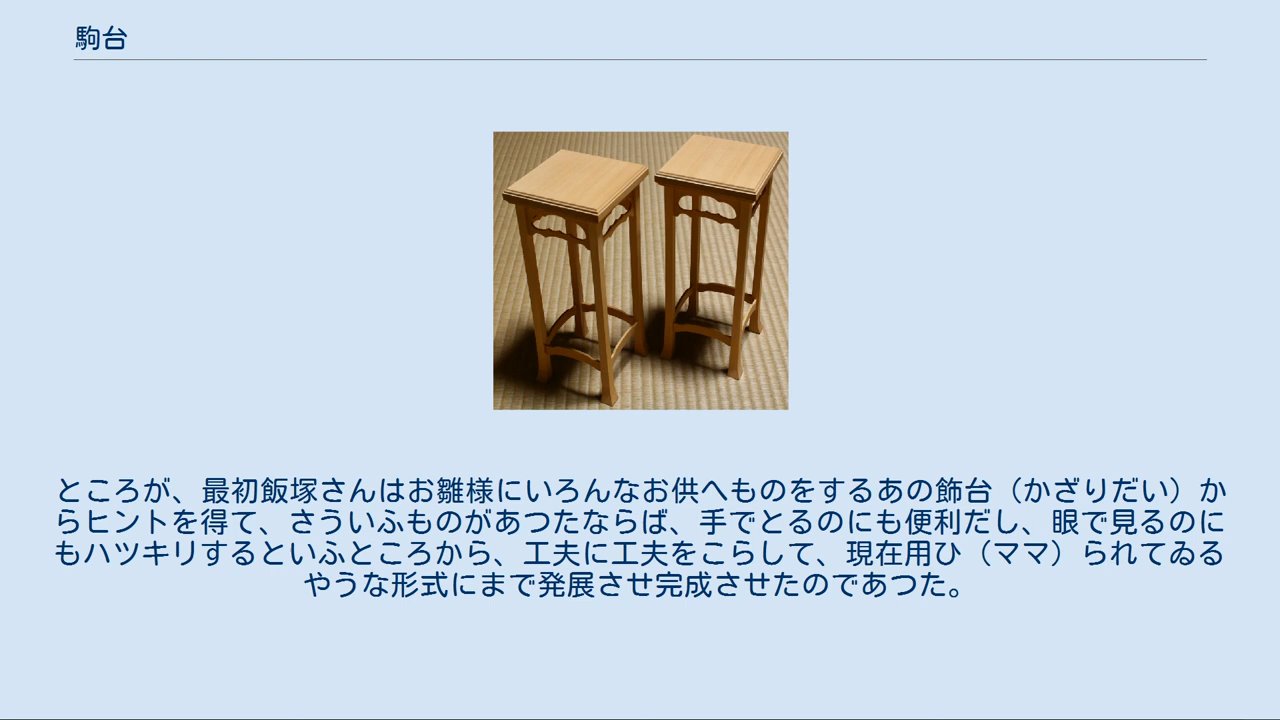 駒台
ところが、最初飯塚さんはお雛様にいろんなお供へものをするあの飾台（かざりだい）か
らヒントを得て、さういふものがあつたならば、手でとるのにも便利だし、眼で見るのに
もハツキリするといふところから、工夫に工夫をこらして、現在用ひ（ママ）られてゐる
やうな形式にまで発展させ完成させたのであつた。